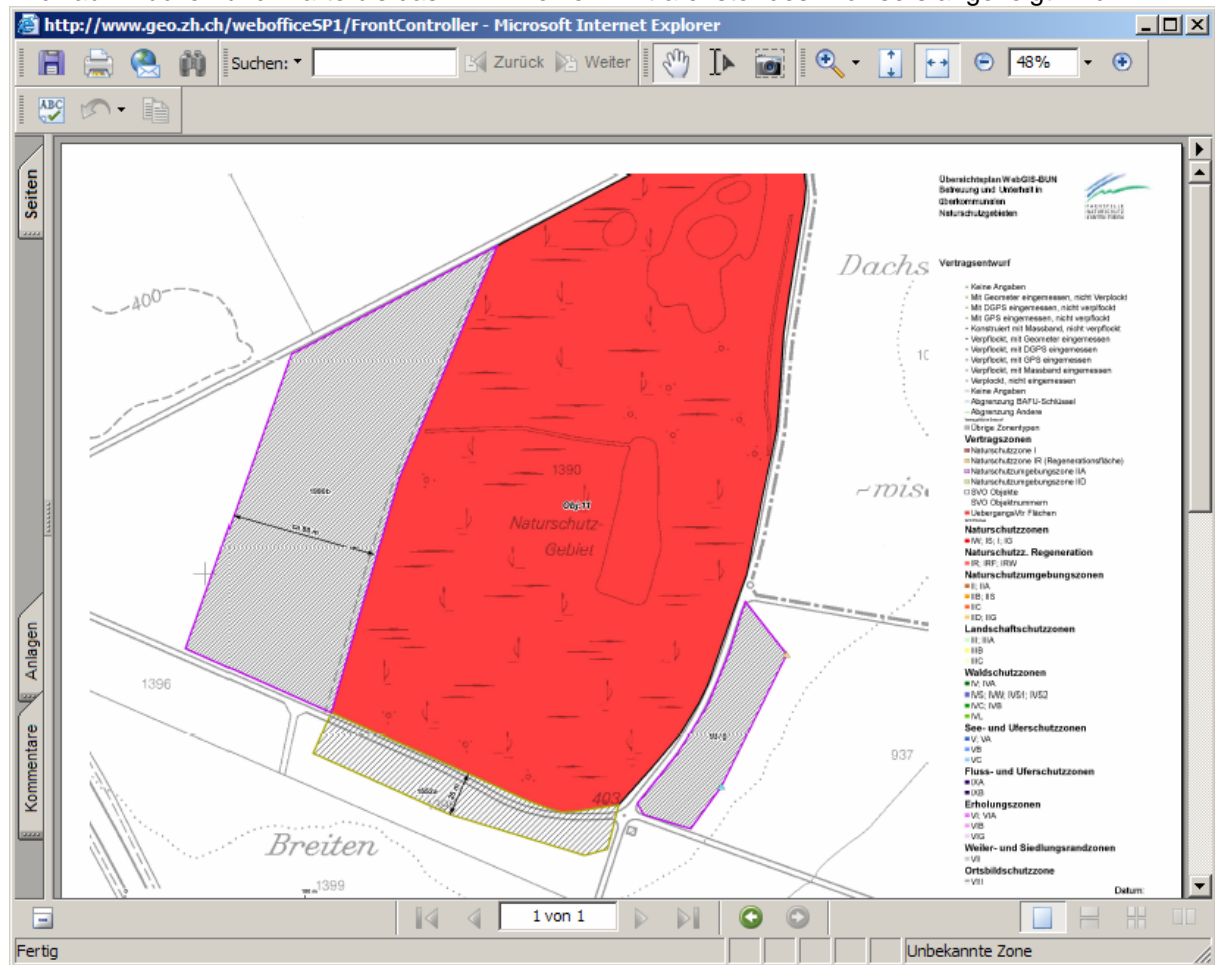 http://www.geo.zh.ch/webofficeSP1/FrontController - Microsoft Internet Explorer
Suchen:
Zurück
Weiter
48%
Seiten
Anlagen
Kommentare
Übersichtsplan WebGIS-BUN
Betreuung und Unterhalt in
überkommunalen
Naturschutzgebieten
Vertragsentwurf
Keine Angaben
Mit Geometer eingemessen, nicht Verplockt
Mit DGPS eingemessen, nicht verpflockt
Mit GPS eingemessen, nicht verpflockt
Konstruiert mit Massband, nicht verpflockt
Verpflockt, mit Geometer eingemessen
Verpflockt, mit DGPS eingemessen
Verpflockt, mit GPS eingemessen
Verpflockt, mit Massband eingemessen
Verplockt, nicht eingemessen
Keine Angaben
Abgrenzung BAFU-Schlüssel
Abgrenzung Andere
Übrige Zonentypen
Vertragszonen
Naturschutzzone I
Naturschutzzone IR (Regenerationsfläche)
Naturschutzumgebungszone IIA
Naturschutzumgebungszone IID
SVO Objekte
SVO Objektnummern
UebergangsVtr Flächen
Naturschutzzonen
IW; IS; I; IG
Naturschutzz. Regeneration
IR; IRF; IRW
Naturschutzumgebungszonen
II; IIA
IIB; IIS
IIC
IID; IIG
Landschaftschutzzonen
III; IIIA
IIIB
IIIC
Waldschutzzonen
IV; IVA
IVS; IVW; IVS1; IVS2
IVC; IVB
IVL
See- und Uferschutzzonen
V; VA
VB
VC
Fluss- und Uferschutzzonen
IXA
IXB
Erholungszonen
VI; VIA
VIB
VIG
Weiler- und Siedlungsrandzonen
VII
Ortsbildschutzzone
VIII
Datum:
400
Dachs
10
1390
Obj:11
Naturschutz-
Gebiet
1396
937
403
Breiten
1399
1 von 1
Fertig
Unbekannte Zone